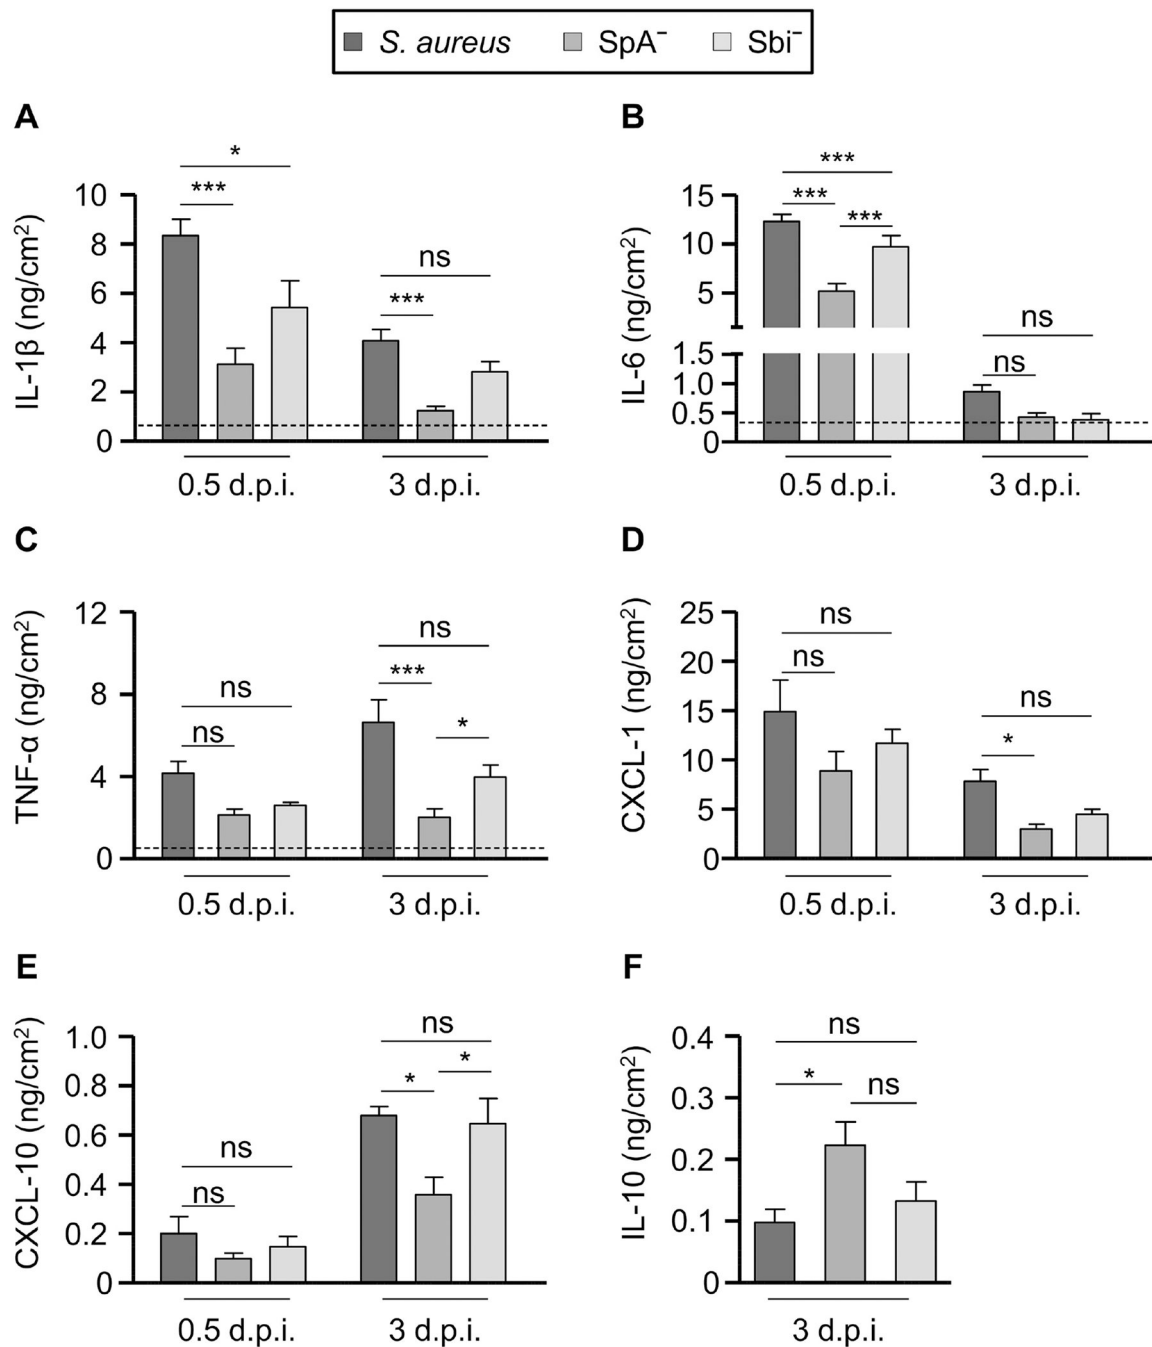 S. aureus SpA⁻ Sbi⁻
A
*
***
ns
***
IL-1β (ng/cm²)
10
8
6
4
2
0
0.5 d.p.i. 3 d.p.i.
B
***
***
***
ns
ns
IL-6 (ng/cm²)
15
10
5
1.5
1.0
0.5
0
0.5 d.p.i. 3 d.p.i.
C
ns
ns
ns
***
*
TNF-α (ng/cm²)
12
8
4
0
0.5 d.p.i. 3 d.p.i.
D
ns
ns
ns
*
CXCL-1 (ng/cm²)
25
20
15
10
5
0
0.5 d.p.i. 3 d.p.i.
E
ns
ns
ns
*
*
CXCL-10 (ng/cm²)
1.0
0.8
0.6
0.4
0.2
0
0.5 d.p.i. 3 d.p.i.
F
ns
*
ns
IL-10 (ng/cm²)
0.4
0.3
0.2
0.1
0
3 d.p.i.